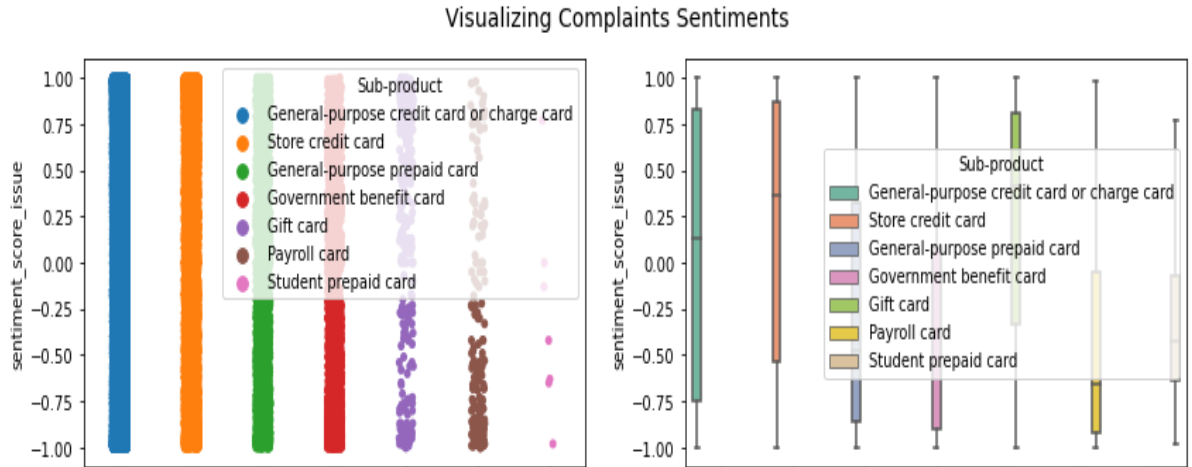 Visualizing Complaints Sentiments
sentiment_score_issue
1.00
0.75
0.50
0.25
0.00
−0.25
−0.50
−0.75
−1.00
Sub-product
General-purpose credit card or charge card
Store credit card
General-purpose prepaid card
Government benefit card
Gift card
Payroll card
Student prepaid card
sentiment_score_issue
1.00
0.75
0.50
0.25
0.00
−0.25
−0.50
−0.75
−1.00
Sub-product
General-purpose credit card or charge card
Store credit card
General-purpose prepaid card
Government benefit card
Gift card
Payroll card
Student prepaid card